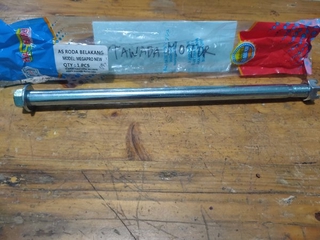 AS RODA BELAKANG
MODEL: MEGAPRO NEW
QTY : 1 PCS
TAWADA MOTOR